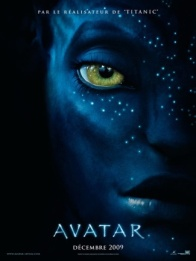 PAR LE RÉALISATEUR DE "TITANIC"
AVATAR
DÉCEMBRE 2009